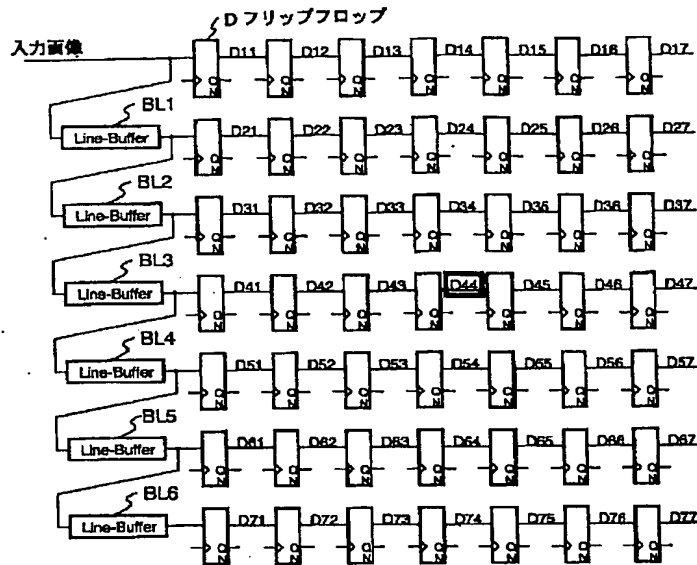 Dフリップフロップ
入力画像
D11 D12 D13 D14 D15 D16 D17
BL1
Line-Buffer
D21 D22 D23 D24 D25 D26 D27
BL2
Line-Buffer
D31 D32 D33 D34 D35 D36 D37
BL3
Line-Buffer
D41 D42 D43 D44 D45 D46 D47
BL4
Line-Buffer
D51 D52 D53 D54 D55 D56 D57
BL5
Line-Buffer
D61 D62 D63 D64 D65 D66 D67
BL6
Line-Buffer
D71 D72 D73 D74 D75 D76 D77